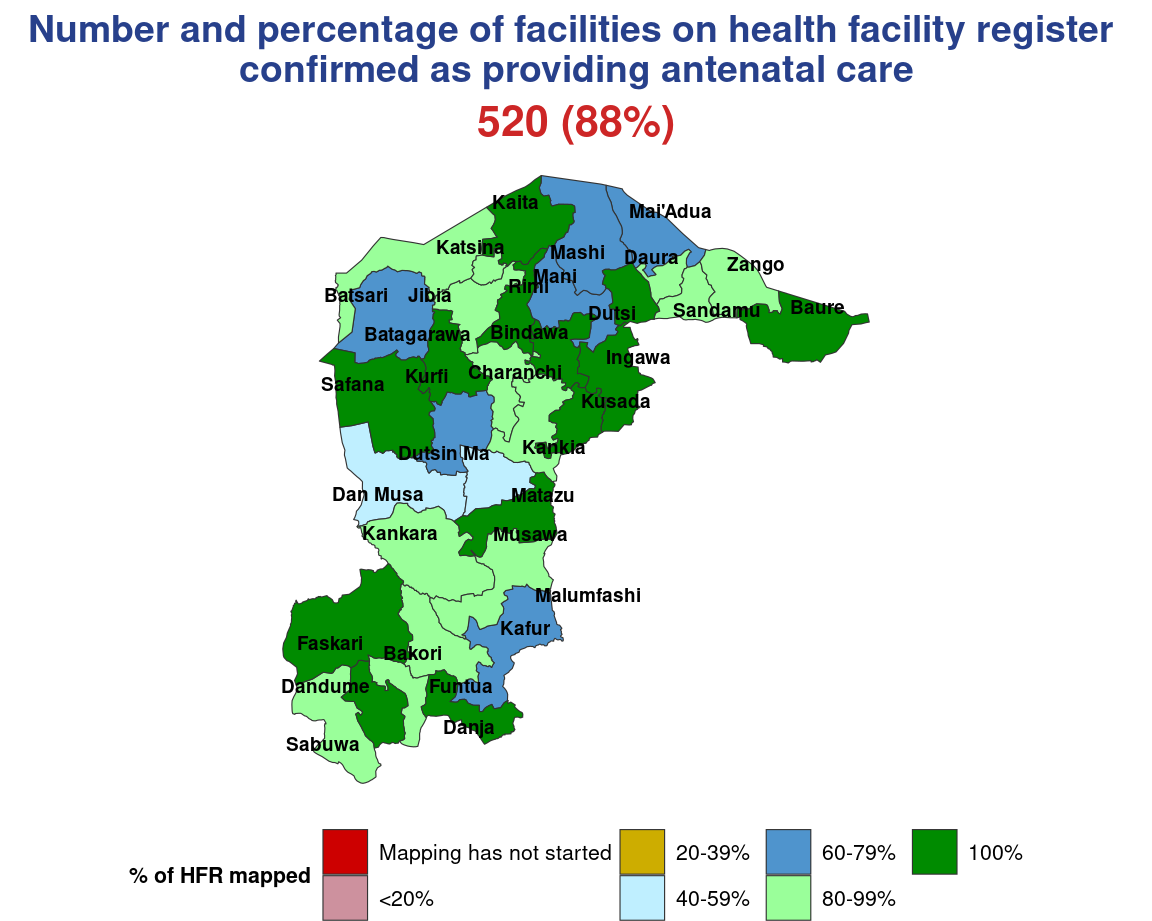 Number and percentage of facilities on health facility register
confirmed as providing antenatal care
520 (88%)
Kaita
Mai'Adua
Katsina
Mashi
Daura
Zango
Mani
Rimi
Batsari
Jibia
Dutsi
Sandamu
Baure
Batagarawa
Bindawa
Ingawa
Charanchi
Kurfi
Safana
Kusada
Kankia
Dutsin Ma
Dan Musa
Matazu
Kankara
Musawa
Malumfashi
Kafur
Faskari
Bakori
Dandume
Funtua
Danja
Sabuwa
% of HFR mapped
Mapping has not started
<20%
20-39%
40-59%
60-79%
80-99%
100%